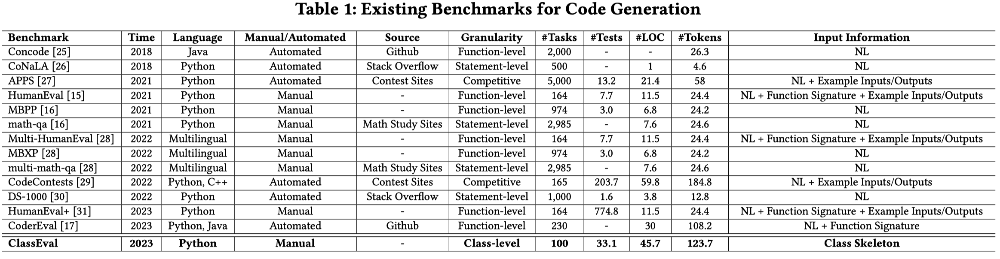 Table 1: Existing Benchmarks for Code Generation
Benchmark Time Language Manual/Automated Source Granularity #Tasks #Tests #LOC #Tokens Input Information
Concode [25] 2018 Java Automated Github Function-level 2,000 - - 26.3 NL
CoNaLA [26] 2018 Python Automated Stack Overflow Statement-level 500 - 1 4.6 NL
APPS [27] 2021 Python Automated Contest Sites Competitive 5,000 13.2 21.4 58 NL + Example Inputs/Outputs
HumanEval [15] 2021 Python Manual - Function-level 164 7.7 11.5 24.4 NL + Function Signature + Example Inputs/Outputs
MBPP [16] 2021 Python Manual - Function-level 974 3.0 6.8 24.2 NL
math-qa [16] 2021 Python Manual Math Study Sites Statement-level 2,985 - 7.6 24.6 NL
Multi-HumanEval [28] 2022 Multilingual Manual - Function-level 164 7.7 11.5 24.4 NL + Function Signature + Example Inputs/Outputs
MBXP [28] 2022 Multilingual Manual - Function-level 974 3.0 6.8 24.2 NL
multi-math-qa [28] 2022 Multilingual Manual Math Study Sites Statement-level 2,985 - 7.6 24.6 NL
CodeContests [29] 2022 Python, C++ Automated Contest Sites Competitive 165 203.7 59.8 184.8 NL + Example Inputs/Outputs
DS-1000 [30] 2022 Python Automated Stack Overflow Statement-level 1,000 1.6 3.8 12.8 NL
HumanEval+ [31] 2023 Python Manual - Function-level 164 774.8 11.5 24.4 NL + Function Signature + Example Inputs/Outputs
CoderEval [17] 2023 Python, Java Automated Github Function-level 230 - 30 108.2 NL + Function Signature
ClassEval 2023 Python Manual - Class-level 100 33.1 45.7 123.7 Class Skeleton